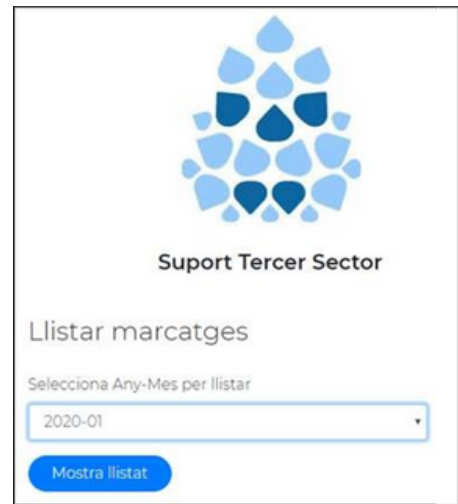 Suport Tercer Sector
Llistar marcatges
Selecciona Any-Mes per llistar
2020-01
Mostra llistat